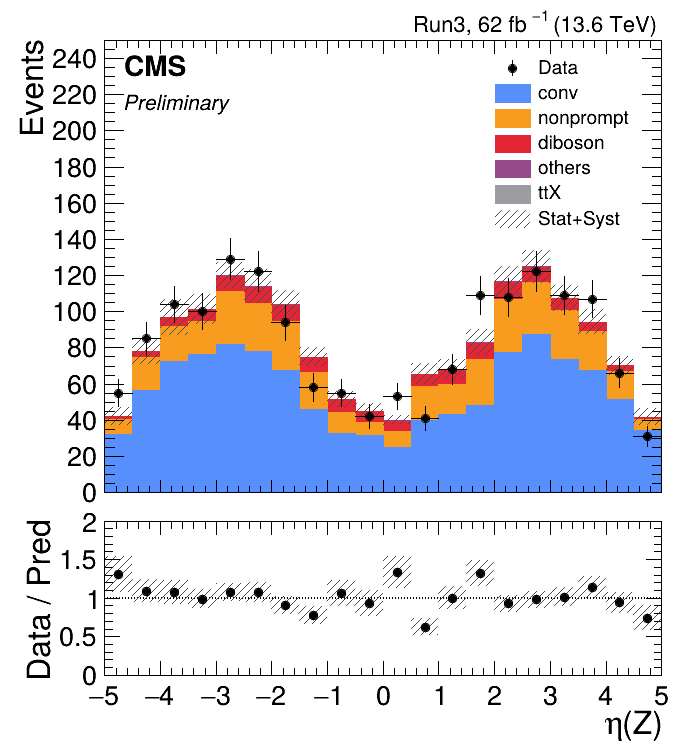 Run3, 62 fb⁻¹ (13.6 TeV)
CMS
Preliminary
Events
240
220
200
180
160
140
120
100
80
60
40
20
0
Data
conv
nonprompt
diboson
others
ttX
Stat+Syst
Data / Pred
2
1.5
1
0.5
0
−5 −4 −3 −2 −1 0 1 2 3 4 5
η(Z)